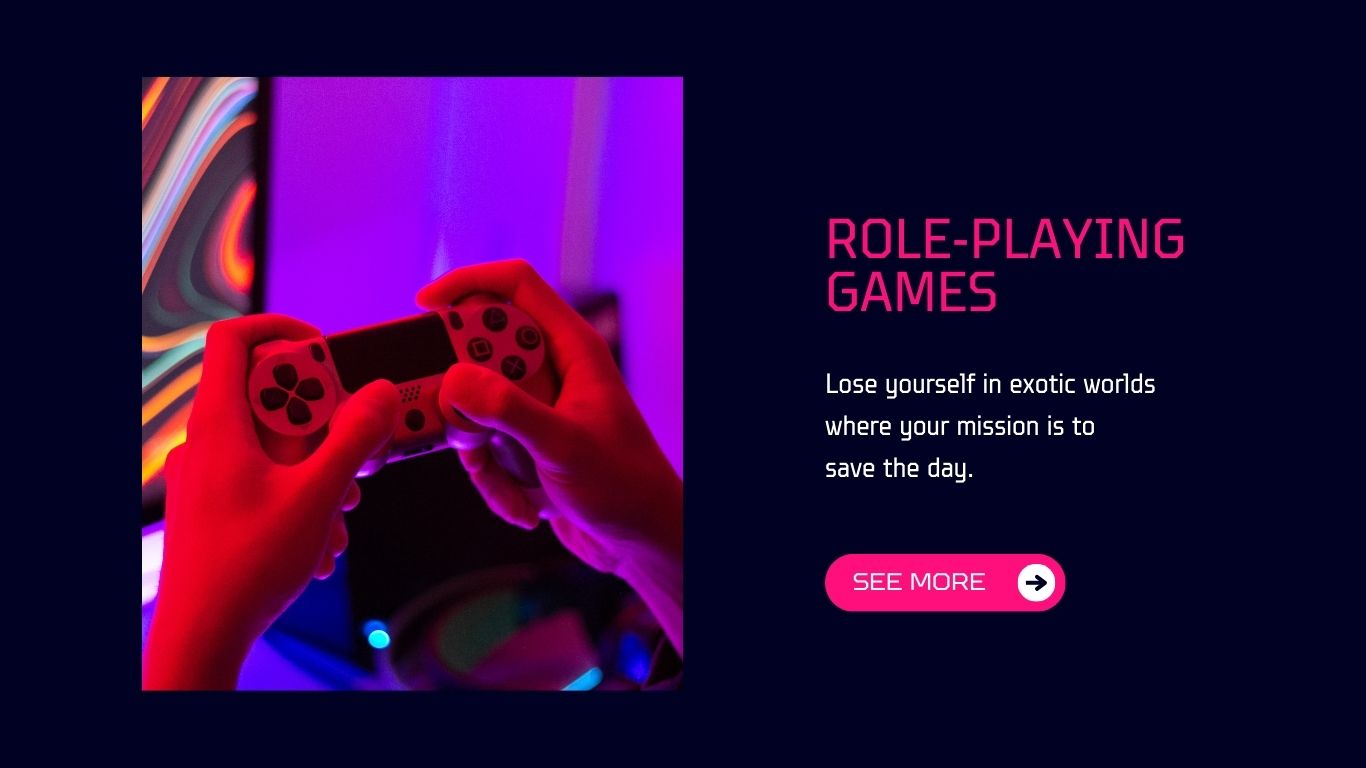 ROLE-PLAYING
GAMES
Lose yourself in exotic worlds
where your mission is to
save the day.
SEE MORE